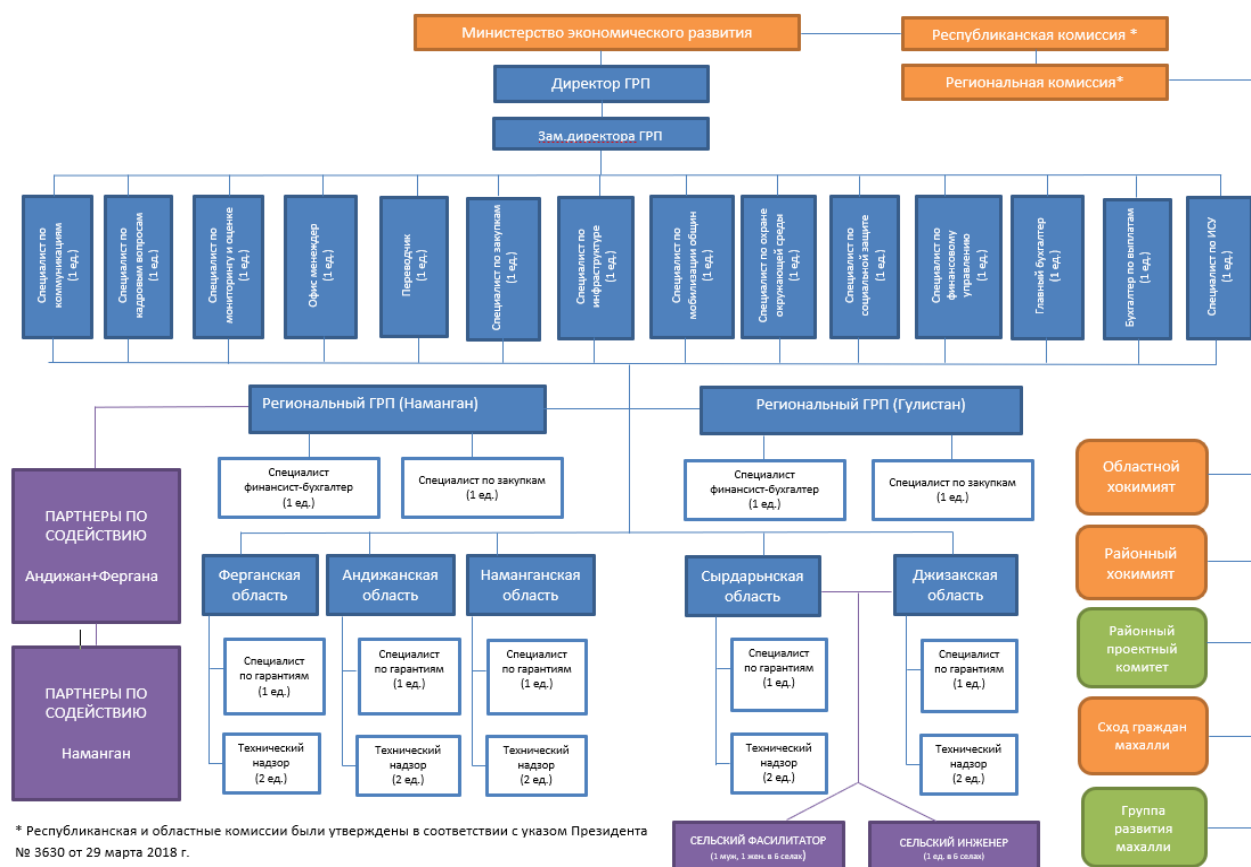 Министерство экономического развития
Республиканская комиссия *
Директор ГРП
Региональная комиссия*
Зам.директора ГРП
Специалист по
коммуникациям
(1 ед.)
Специалист по
кадровым вопросам
(1 ед.)
Специалист по
мониторингу и оценке
(1 ед.)
Офис менеждер
(1 ед.)
Переводчик
(1 ед.)
Специалист по закупкам
(1 ед.)
Специалист по
инфраструктуре
(1 ед.)
Специалист по
мобилизации общин
(1 ед.)
Специалист по охране
окружающей среды
(1 ед.)
Специалист по
социальной защите
(1 ед.)
Специалист по
финансовому
управлению
(1 ед.)
Главный бухгалтер
(1 ед.)
Бухгалтер по выплатам
(1 ед.)
Специалист по ИСУ
(1 ед.)
Региональный ГРП (Наманган)
Региональный ГРП (Гулистан)
Специалист
финансист-бухгалтер
(1 ед.)
Специалист по закупкам
(1 ед.)
Специалист
финансист-бухгалтер
(1 ед.)
Специалист по закупкам
(1 ед.)
Областной
хокимият
ПАРТНЕРЫ ПО
СОДЕЙСТВИЮ
Андижан+Фергана
Районный
хокимият
Ферганская
область
Андижанская
область
Наманганская
область
Сырдарьнская
область
Джизакская
область
Районный
проектный
комитет
Специалист
по гарантиям
(1 ед.)
Специалист
по гарантиям
(1 ед.)
Специалист
по гарантиям
(1 ед.)
Специалист
по гарантиям
(1 ед.)
Специалист
по гарантиям
(1 ед.)
ПАРТНЕРЫ ПО
СОДЕЙСТВИЮ
Наманган
Сход граждан
махалли
Технический
надзор
(2 ед.)
Технический
надзор
(2 ед.)
Технический
надзор
(2 ед.)
Технический
надзор
(2 ед.)
Технический
надзор
(2 ед.)
Группа
развития
махалли
* Республиканская и областные комиссии были утверждены в соответствии с указом Президента
№ 3630 от 29 марта 2018 г.
СЕЛЬСКИЙ ФАСИЛИТАТОР
(1 муж, 1 жен. в 6 селах)
СЕЛЬСКИЙ ИНЖЕНЕР
(1 ед. в 6 селах)